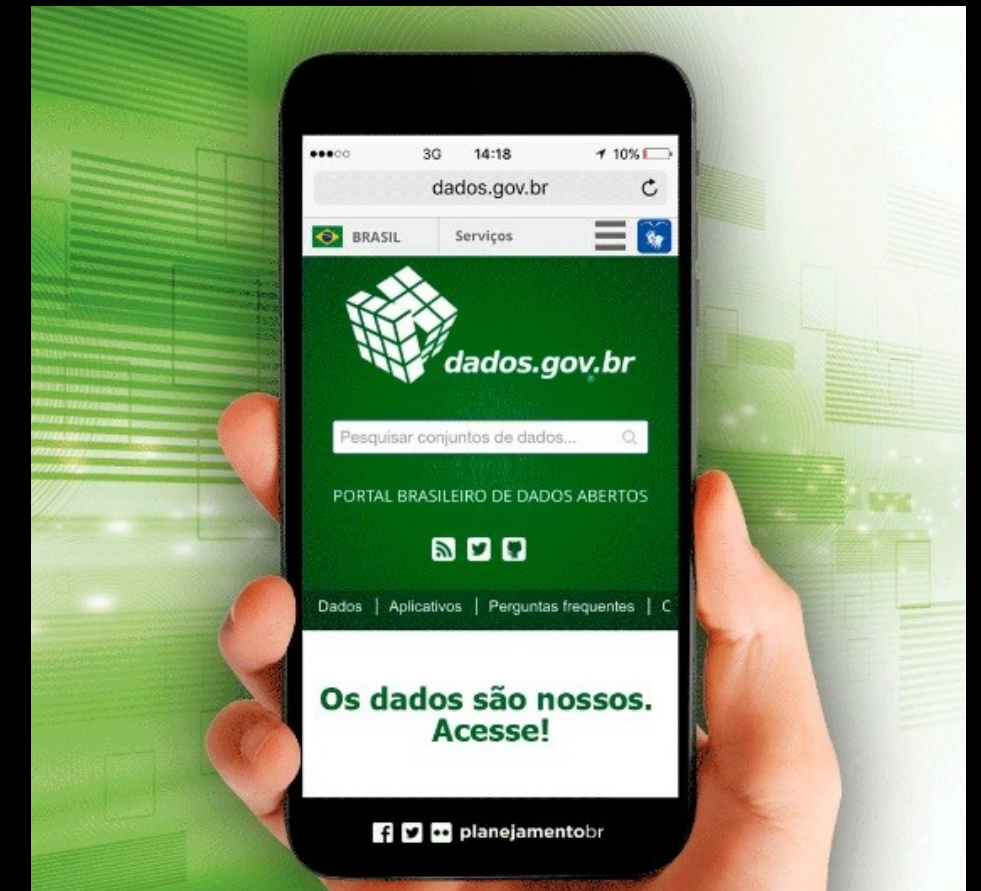 3G 14:18 10%
dados.gov.br
BRASIL Serviços
dados.gov.br
Pesquisar conjuntos de dados...
PORTAL BRASILEIRO DE DADOS ABERTOS
Dados | Aplicativos | Perguntas frequentes | C
Os dados são nossos.
Acesse!
planejamentobr